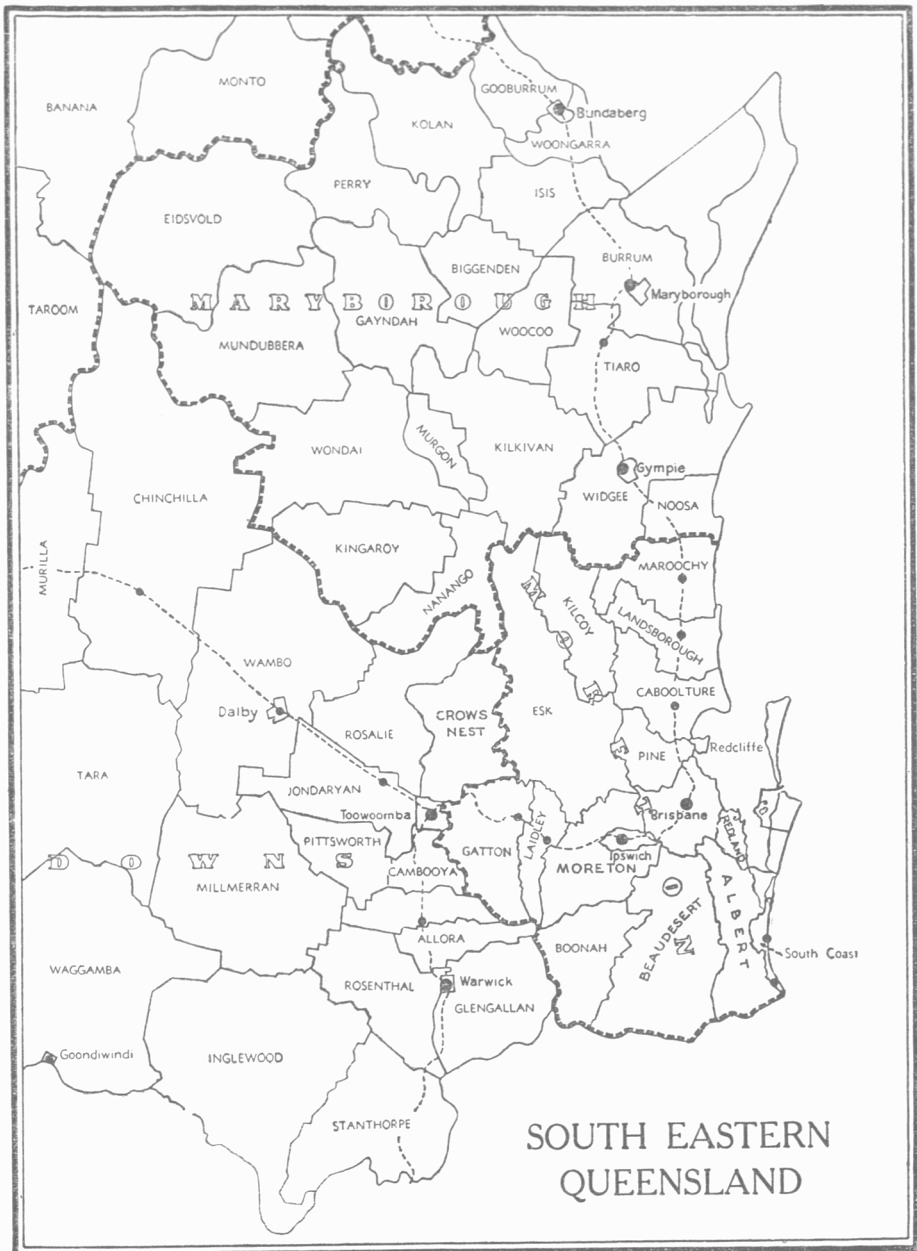 MONTO
BANANA
GOOBURRUM
Bundaberg
KOLAN
WOONGARRA
PERRY
ISIS
EIDSVOLD
BURRUM
BIGGENDEN
MARYBOROUGH
Maryborough
TAROOM
GAYNDAH
WOOCOO
MUNDUBBERA
TIARO
WONDAI
MURGON
KILKIVAN
Gympie
CHINCHILLA
WIDGEE
NOOSA
KINGAROY
MURILLA
NANANGO
MAROOCHY
KILCOY
LANDSBOROUGH
WAMBO
CABOOLTURE
Dalby
CROWS
NEST
ESK
ROSALIE
PINE
Redcliffe
TARA
JONDARYAN
Toowoomba
Brisbane
REDLAND
PITTSWORTH
GATTON
LAIDLEY
Ipswich
MORETON
DOWNS
CAMBOOYA
MILLMERRAN
ALBERT
BEAUDESERT
MORETON
ALLORA
BOONAH
South Coast
WAGGAMBA
ROSENTHAL
Warwick
GLENGALLAN
Goondiwindi
INGLEWOOD
STANTHORPE
SOUTH EASTERN
QUEENSLAND